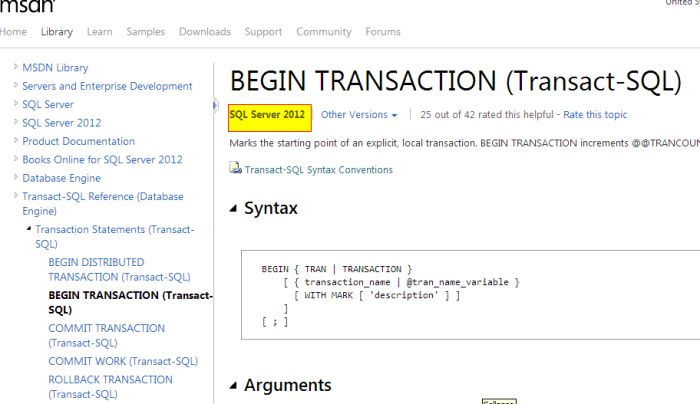 msdn
United S
Home Library Learn Samples Downloads Support Community Forums
MSDN Library
Servers and Enterprise Development
SQL Server
SQL Server 2012
Product Documentation
Books Online for SQL Server 2012
Database Engine
Transact-SQL Reference (Database
Engine)
Transaction Statements (Transact-
SQL)
BEGIN DISTRIBUTED
TRANSACTION (Transact-SQL)
BEGIN TRANSACTION (Transact-
SQL)
COMMIT TRANSACTION
(Transact-SQL)
COMMIT WORK (Transact-SQL)
ROLLBACK TRANSACTION
(Transact-SQL)
BEGIN TRANSACTION (Transact-SQL)
SQL Server 2012 Other Versions 25 out of 42 rated this helpful - Rate this topic
Marks the starting point of an explicit, local transaction. BEGIN TRANSACTION increments @@TRANCOUN
Transact-SQL Syntax Conventions
Syntax
BEGIN { TRAN | TRANSACTION }
[ { transaction_name | @tran_name_variable }
[ WITH MARK [ 'description' ] ]
]
[ ; ]
Arguments